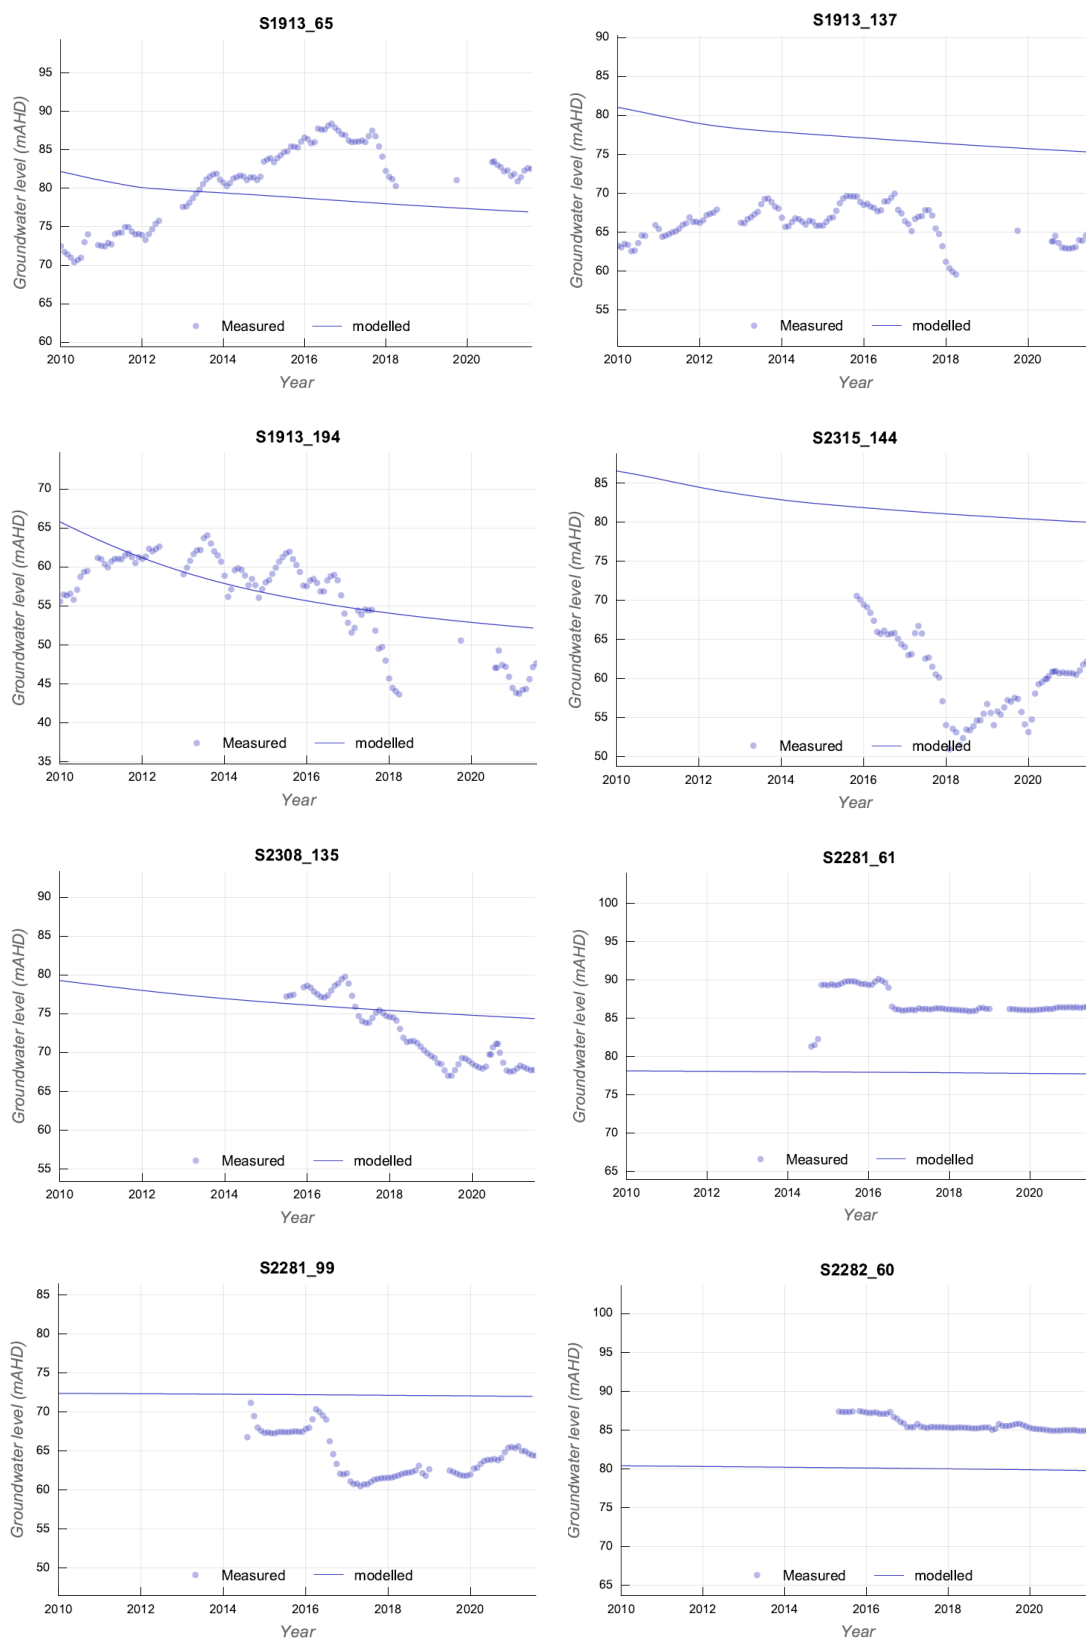 S1913_65
Groundwater level (mAHD)
95
90
85
80
75
70
65
60
Measured modelled
2010 2012 2014 2016 2018 2020
Year
S1913_137
Groundwater level (mAHD)
90
85
80
75
70
65
60
55
Measured modelled
2010 2012 2014 2016 2018 2020
Year
S1913_194
Groundwater level (mAHD)
70
65
60
55
50
45
40
35
Measured modelled
2010 2012 2014 2016 2018 2020
Year
S2315_144
Groundwater level (mAHD)
85
80
75
70
65
60
55
50
Measured modelled
2010 2012 2014 2016 2018 2020
Year
S2308_135
Groundwater level (mAHD)
90
85
80
75
70
65
60
55
Measured modelled
2010 2012 2014 2016 2018 2020
Year
S2281_61
Groundwater level (mAHD)
100
95
90
85
80
75
70
65
Measured modelled
2010 2012 2014 2016 2018 2020
Year
S2281_99
Groundwater level (mAHD)
85
80
75
70
65
60
55
50
Measured modelled
2010 2012 2014 2016 2018 2020
Year
S2282_60
Groundwater level (mAHD)
100
95
90
85
80
75
70
65
Measured modelled
2010 2012 2014 2016 2018 2020
Year